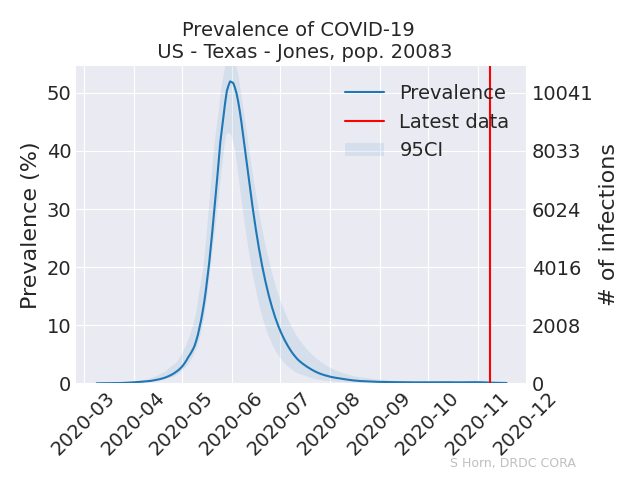 Prevalence of COVID-19
US - Texas - Jones, pop. 20083
Prevalence
Latest data
95CI
Prevalence (%)
50
40
30
20
10
0
10041
8033
6024
4016
2008
0
# of infections
2020-03
2020-04
2020-05
2020-06
2020-07
2020-08
2020-09
2020-10
2020-11
2020-12
S Horn, DRDC CORA